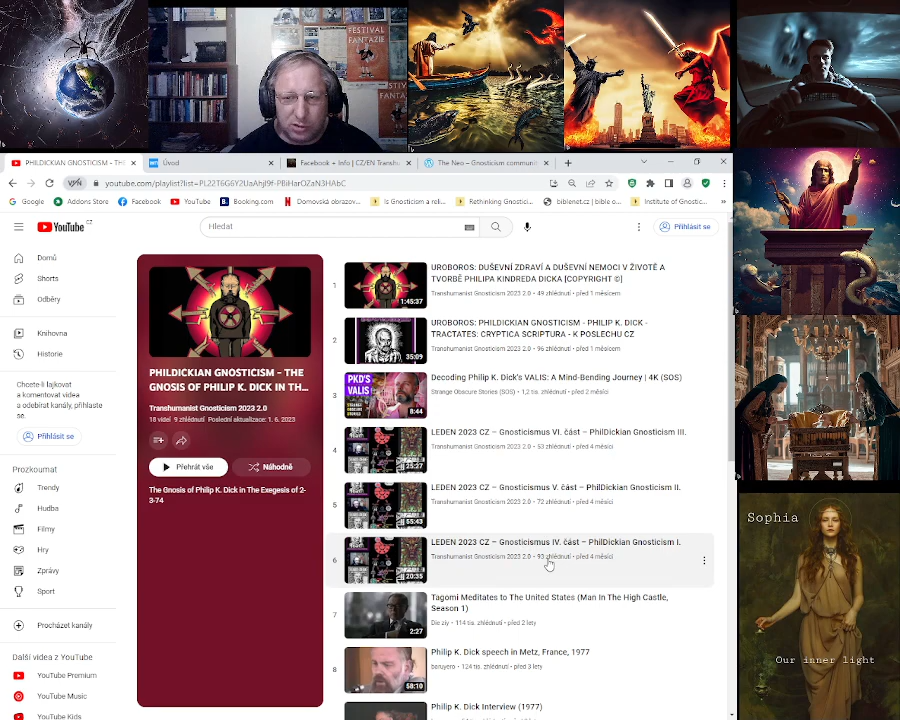 FESTIVAL
FANTAZIE
PHILDICKIAN GNOSTICISM - THE
Úvod
Facebook + Info | CZ/EN Transhu
The Neo – Gnosticism communit
VPN
youtube.com/playlist?list=PL22T6G6Y2UaAhJl9f-PBiHarOZaN3HAbC
Google
Addons Store
Facebook
YouTube
Booking.com
Domovská obrazov...
Is Gnosticism a reli...
Rethinking Gnostici...
biblenet.cz | bible o...
Institute of Gnostic...
YouTube CZ
Hledat
Přihlásit se
Domů
Shorts
Odběry
Knihovna
Historie
Chcete-li lajkovat
a komentovat videa
a odebírat kanály, přihlaste
se.
Přihlásit se
Prozkoumat
Trendy
Hudba
Filmy
Hry
Zprávy
Sport
Procházet kanály
Další videa z YouTube
YouTube Premium
YouTube Music
YouTube Kids
PHILDICKIAN GNOSTICISM - THE
GNOSIS OF PHILIP K. DICK IN TH...
Transhumanist Gnosticism 2023 2.0
18 videí 9 zhlédnutí Poslední aktualizace: 1. 6. 2023
Přehrát vše
Náhodně
The Gnosis of Philip K. Dick in The Exegesis of 2-
3-74
1
1:45:37
UROBOROS: DUŠEVNÍ ZDRAVÍ A DUŠEVNÍ NEMOCI V ŽIVOTĚ A
TVORBĚ PHILIPA KINDREDA DICKA [COPYRIGHT ©]
Transhumanist Gnosticism 2023 2.0 • 49 zhlédnutí • před 1 měsícem
2
35:09
UROBOROS: PHILDICKIAN GNOSTICISM - PHILIP K. DICK -
TRACTATES: CRYPTICA SCRIPTURA - K POSLECHU CZ
Transhumanist Gnosticism 2023 2.0 • 96 zhlédnutí • před 1 měsícem
3
PKD'S
VALIS
8:44
Decoding Philip K. Dick's VALIS: A Mind-Bending Journey | 4K (SOS)
Strange Obscure Stories (SOS) • 1,2 tis. zhlédnutí • před 2 měsíci
4
25:27
LEDEN 2023 CZ – Gnosticismus VI. část – PhilDickian Gnosticism III.
Transhumanist Gnosticism 2023 2.0 • 53 zhlédnutí • před 4 měsíci
5
55:43
LEDEN 2023 CZ – Gnosticismus V. část – PhilDickian Gnosticism II.
Transhumanist Gnosticism 2023 2.0 • 72 zhlédnutí • před 4 měsíci
6
20:35
LEDEN 2023 CZ – Gnosticismus IV. část – PhilDickian Gnosticism I.
Transhumanist Gnosticism 2023 2.0 • 93 zhlédnutí • před 4 měsíci
7
2:27
Tagomi Meditates to The United States (Man In The High Castle,
Season 1)
Die ziy • 114 tis. zhlédnutí • před 2 lety
8
58:10
Philip K. Dick speech in Metz, France, 1977
baruyero • 124 tis. zhlédnutí • před 3 lety
Philip K. Dick Interview (1977)
Sophia
Our inner light